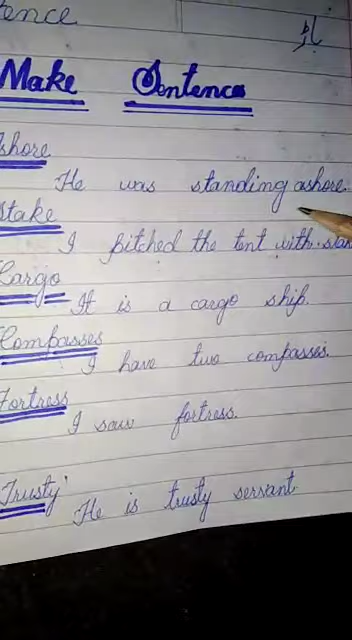 ence
Make Sentence
shore
He was standing ashore.
Stake
I pitched the tent with
Cargo
It is a cargo ship.
Compasses
I have two compasses.
Fortress
I saw fortress.
Trusty
He is trusty servant